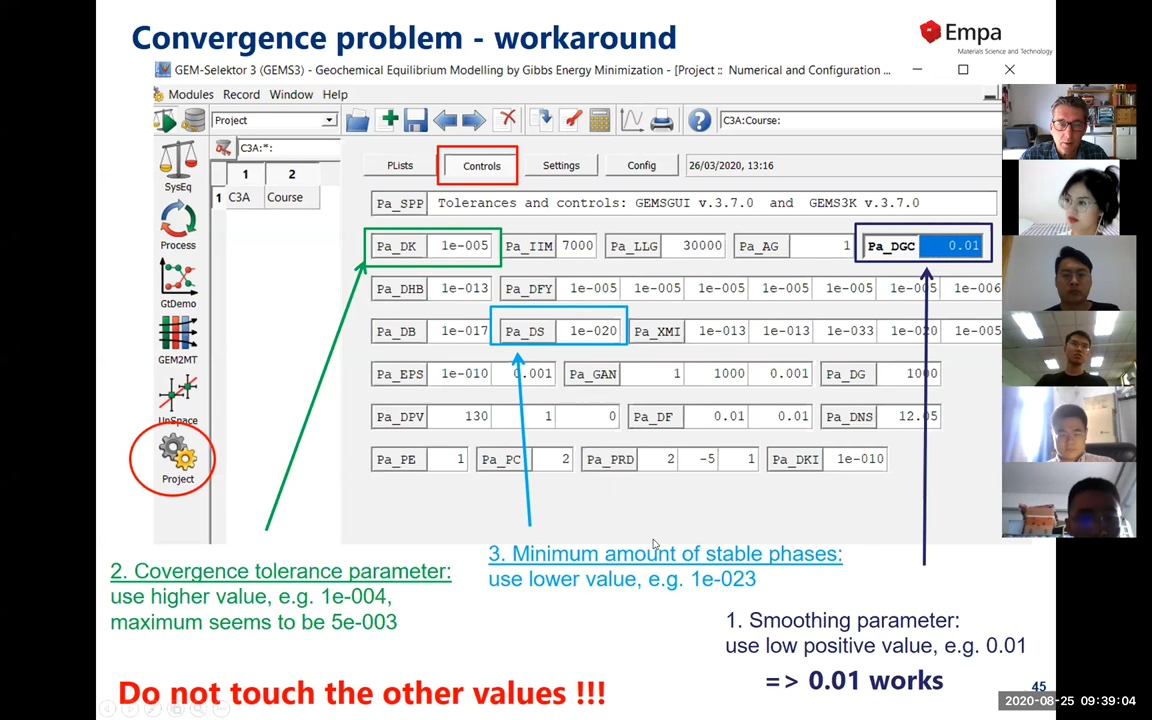 Convergence problem - workaround
Empa
Materials Science and Technology
GEM-Selektor 3 (GEMS3) - Geochemical Equilibrium Modelling by Gibbs Energy Minimization - [Project :: Numerical and Configuration ...
Modules Record Window Help
Project
C3A:Course:
C3A:*:
PLists Controls Settings Config 26/03/2020, 13:16
1 2
1 C3A Course
SysEq
Process
GtDemo
GEM2MT
UnSpace
Project
Pa_SPP Tolerances and controls: GEMSGUI v.3.7.0 and GEMS3K v.3.7.0
Pa_DK 1e-005 Pa_IIM 7000 Pa_LLG 30000 Pa_AG 1 Pa_DGC 0.01
Pa_DHB 1e-013 Pa_DFY 1e-005 1e-005 1e-005 1e-005 1e-005 1e-006
Pa_DB 1e-017 Pa_DS 1e-020 Pa_XMI 1e-013 1e-013 1e-033 1e-020 1e-005
Pa_EPS 1e-010 0.001 Pa_GAN 1 1000 0.001 Pa_DG 1000
Pa_DPV 130 1 0 Pa_DF 0.01 0.01 Pa_DNS 12.05
Pa_PE 1 Pa_PC 2 Pa_PRD 2 -5 1 Pa_DKI 1e-010
2. Covergence tolerance parameter:
use higher value, e.g. 1e-004,
maximum seems to be 5e-003
3. Minimum amount of stable phases:
use lower value, e.g. 1e-023
1. Smoothing parameter:
use low positive value, e.g. 0.01
=> 0.01 works
Do not touch the other values !!!
45
2020-08-25 09:39:04